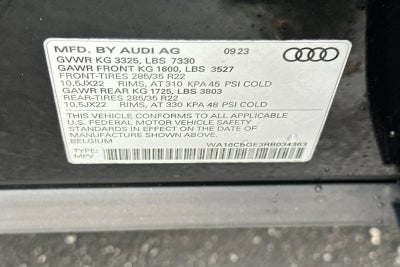 MFD. BY AUDI AG 09 23
GVWR KG 3325, LBS 7330
GAWR FRONT KG 1600, LBS 3527
FRONT-TIRES 285/35 R22
10,5JX22 RIMS, AT 310 KPA 45 PSI COLD
GAWR REAR KG 1725, LBS 3803
REAR-TIRES 285/35 R22
10,5JX22 RIMS, AT 330 KPA 48 PSI COLD
THIS VEHICLE CONFORMS TO ALL APPLICABLE
U.S. FEDERAL MOTOR VEHICLE SAFETY
STANDARDS IN EFFECT ON THE DATE OF
MANUFACTURE SHOWN ABOVE.
BELGIUM WA16CBGE3RB034363
TYPE:
MPV